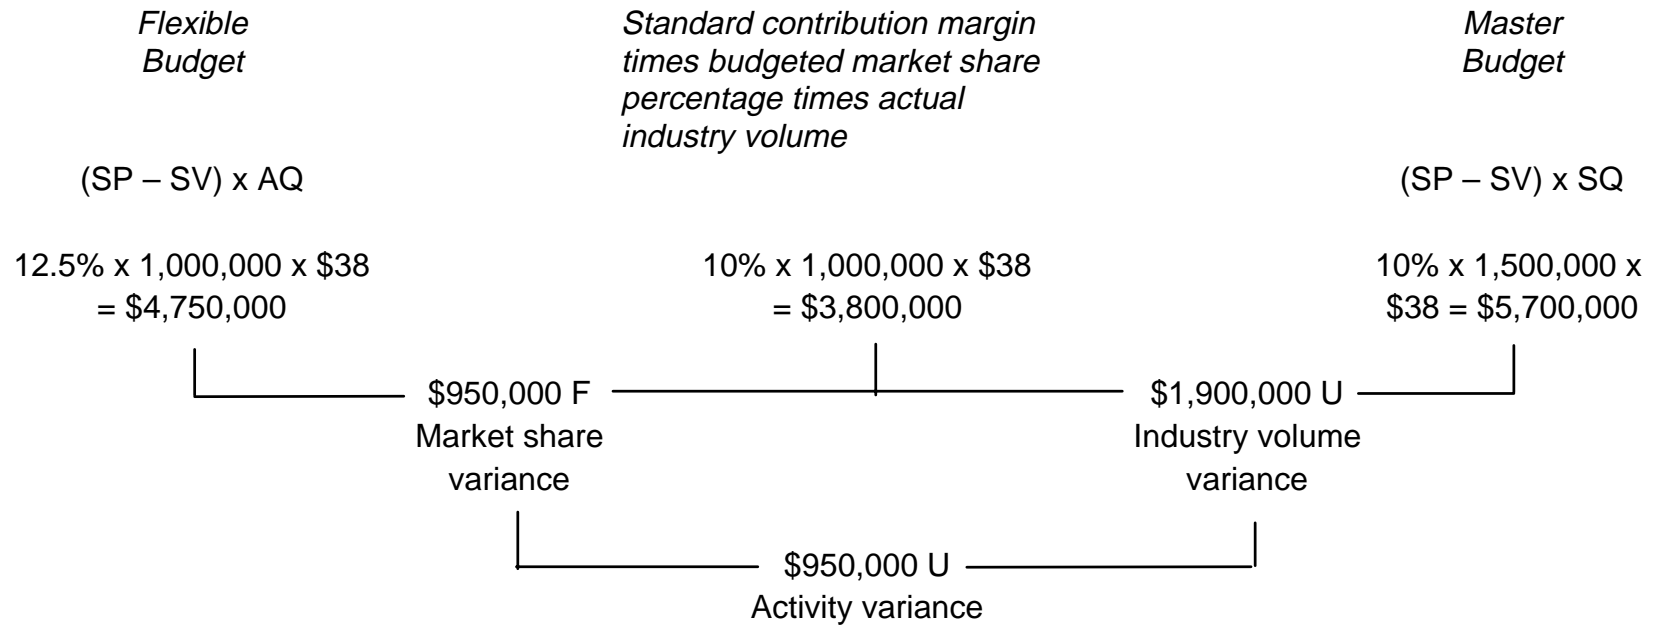 Flexible
Budget
Standard contribution margin
times budgeted market share
percentage times actual
industry volume
Master
Budget
(SP – SV) x AQ
(SP – SV) x SQ
12.5% x 1,000,000 x $38
= $4,750,000
10% x 1,000,000 x $38
= $3,800,000
10% x 1,500,000 x
$38 = $5,700,000
$950,000 F
Market share
variance
$1,900,000 U
Industry volume
variance
$950,000 U
Activity variance